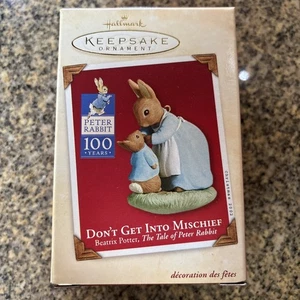 Hallmark
KEEPSAKE
ORNAMENT
PETER
RABBIT
100
YEARS
DON'T GET INTO MISCHIEF
Beatrix Potter, The Tale of Peter Rabbit
décoration des fêtes